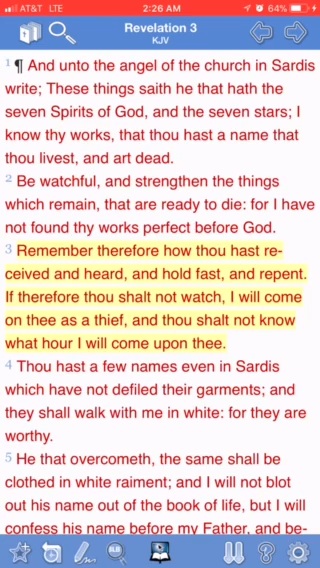 AT&T LTE 2:26 AM 64%
Revelation 3
KJV
1 ¶ And unto the angel of the church in Sardis
write; These things saith he that hath the
seven Spirits of God, and the seven stars; I
know thy works, that thou hast a name that
thou livest, and art dead.
2 Be watchful, and strengthen the things
which remain, that are ready to die: for I have
not found thy works perfect before God.
3 Remember therefore how thou hast re-
ceived and heard, and hold fast, and repent.
If therefore thou shalt not watch, I will come
on thee as a thief, and thou shalt not know
what hour I will come upon thee.
4 Thou hast a few names even in Sardis
which have not defiled their garments; and
they shall walk with me in white: for they are
worthy.
5 He that overcometh, the same shall be
clothed in white raiment; and I will not blot
out his name out of the book of life, but I will
confess his name before my Father, and be-